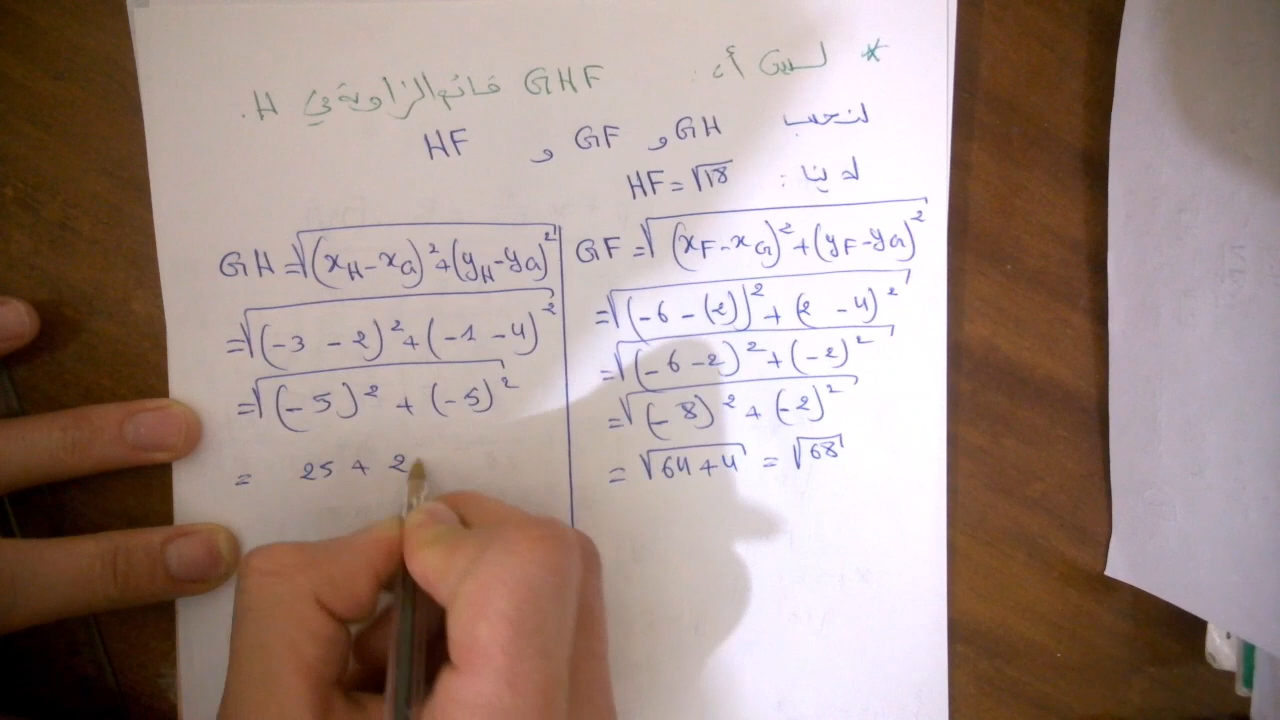 * لنبين أن : GHF قائم الزاوية في H .
لنحسب GH و GF و HF
لدينا : HF=√18
GH=√(x_H-x_G)²+(y_H-y_G)²
=√(-3 -2)²+(-1 -4)²
=√(-5)² + (-5)²
= 25 + 2
GF=√(x_F-x_G)²+(y_F-y_G)²
=√(-6 -(2))²+(2 -4)²
=√(-6-2)²+(-2)²
=√(-8)²+(-2)²
=√64+4 = √68